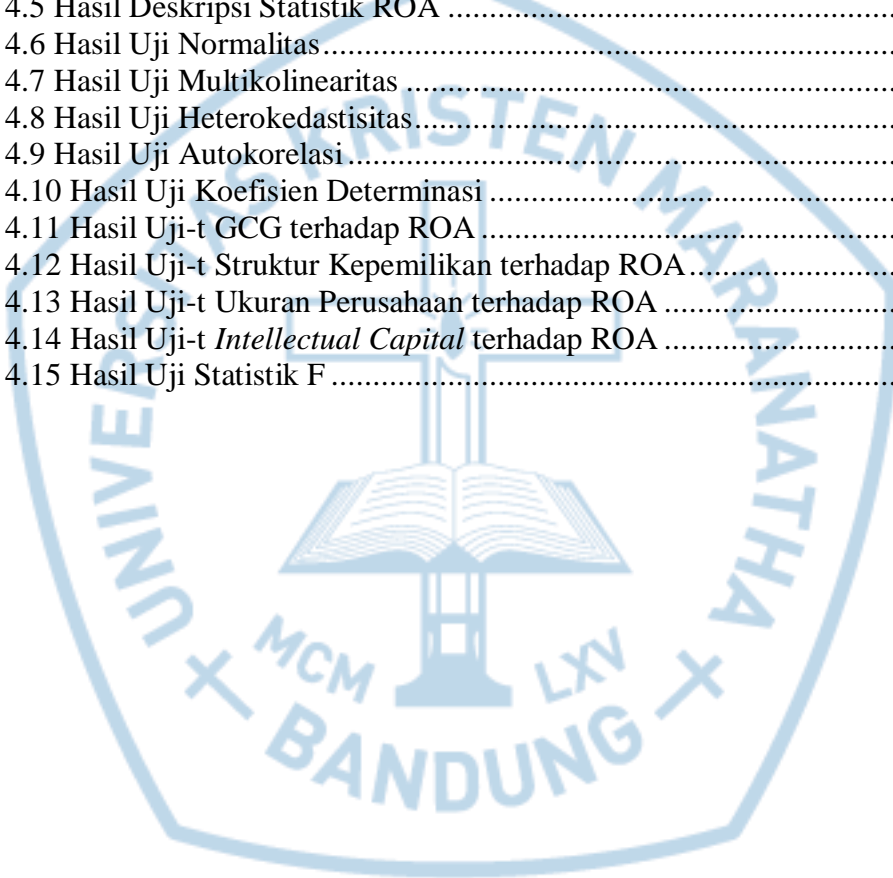 4.5 Hasil Deskripsi Statistik ROA ........................................................
4.6 Hasil Uji Normalitas........................................................................
4.7 Hasil Uji Multikolinearitas ..............................................................
4.8 Hasil Uji Heterokedastisitas.............................................................
4.9 Hasil Uji Autokorelasi.....................................................................
4.10 Hasil Uji Koefisien Determinasi ....................................................
4.11 Hasil Uji-t GCG terhadap ROA .....................................................
4.12 Hasil Uji-t Struktur Kepemilikan terhadap ROA..........................
4.13 Hasil Uji-t Ukuran Perusahaan terhadap ROA .............................
4.14 Hasil Uji-t Intellectual Capital terhadap ROA .............................
4.15 Hasil Uji Statistik F ........................................................................
UNIVERSITAS KRISTEN MARANATHA
MCM LXV
BANDUNG